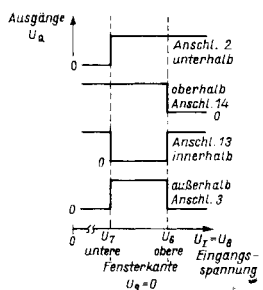 Ausgänge
U_a
0
Anschl. 2
unterhalb
oberhalb
Anschl. 14
0
Anschl. 13
innerhalb
0
außerhalb
Anschl. 3
0
0
U_7 U_6 U_I=U_8
untere obere Eingangs-
Fensterkante spannung
U_9=0